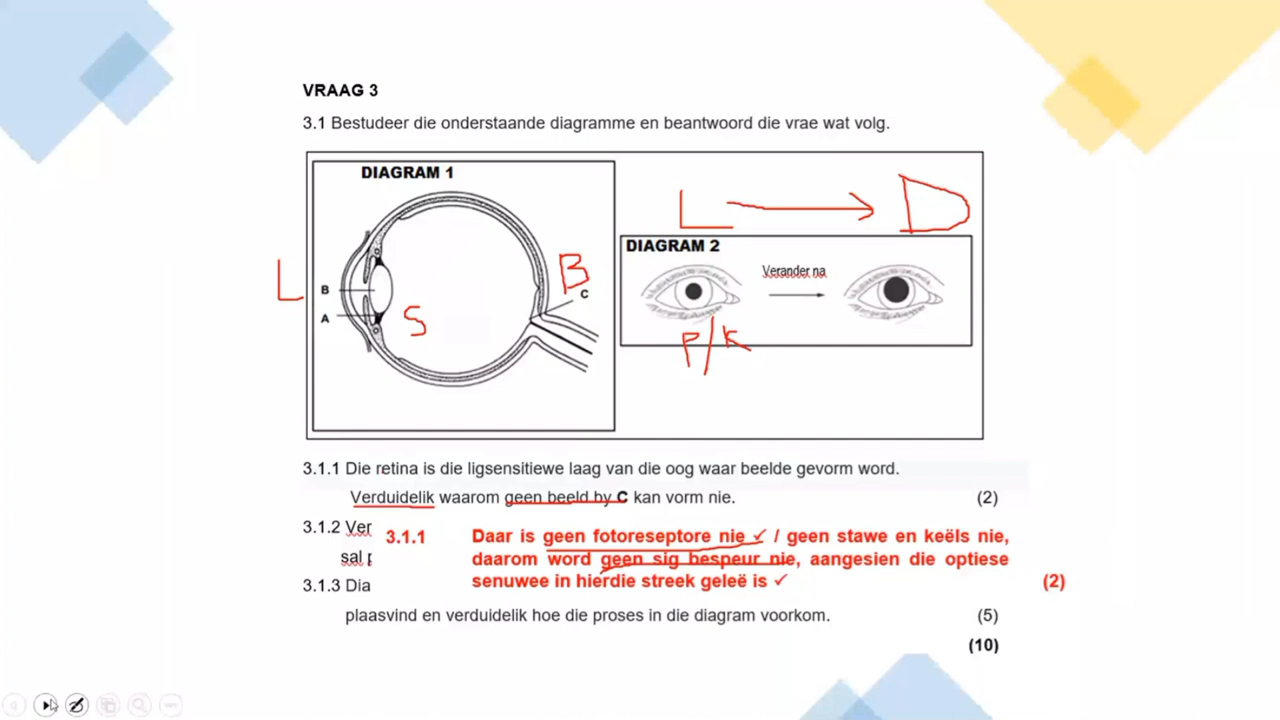 VRAAG 3
3.1 Bestudeer die onderstaande diagramme en beantwoord die vrae wat volg.
DIAGRAM 1
L → D
DIAGRAM 2
L
B
B
C
Verander na
A
S
P/K
3.1.1 Die retina is die ligsensitiewe laag van die oog waar beelde gevorm word.
Verduidelik waarom geen beeld by C kan vorm nie. (2)
3.1.2 Ver
3.1.1 Daar is geen fotoreseptore nie ✓ / geen stawe en keëls nie,
sal
daarom word geen sig bespeur nie, aangesien die optiese
3.1.3 Dia
senuwee in hierdie streek geleë is ✓ (2)
plaasvind en verduidelik hoe die proses in die diagram voorkom. (5)
(10)